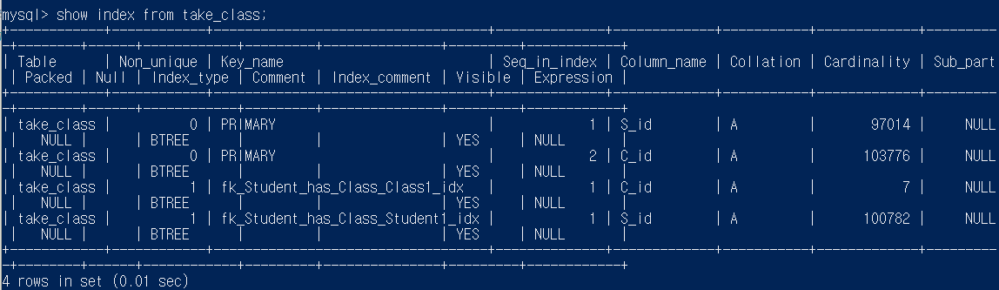 mysql> show index from take_class;
+------------+------------+------------------------------+--------------+-------------+-----------+-------------+----------
-+--------+------+------------+---------+---------------+---------+------------+
| Table      | Non_unique | Key_name                     | Seq_in_index | Column_name | Collation | Cardinality | Sub_part
 | Packed | Null | Index_type | Comment | Index_comment | Visible | Expression |
+------------+------------+------------------------------+--------------+-------------+-----------+-------------+----------
-+--------+------+------------+---------+---------------+---------+------------+
| take_class |          0 | PRIMARY                      |            1 | S_id        | A         |       97014 |     NULL
 |   NULL |      | BTREE      |         |               | YES     | NULL       |
| take_class |          0 | PRIMARY                      |            2 | C_id        | A         |      103776 |     NULL
 |   NULL |      | BTREE      |         |               | YES     | NULL       |
| take_class |          1 | fk_Student_has_Class_Class1_idx   |            1 | C_id        | A         |           7 |     NULL
 |   NULL |      | BTREE      |         |               | YES     | NULL       |
| take_class |          1 | fk_Student_has_Class_Student1_idx |            1 | S_id        | A         |      100782 |     NULL
 |   NULL |      | BTREE      |         |               | YES     | NULL       |
+------------+------------+------------------------------+--------------+-------------+-----------+-------------+----------
-+--------+------+------------+---------+---------------+---------+------------+
4 rows in set (0.01 sec)